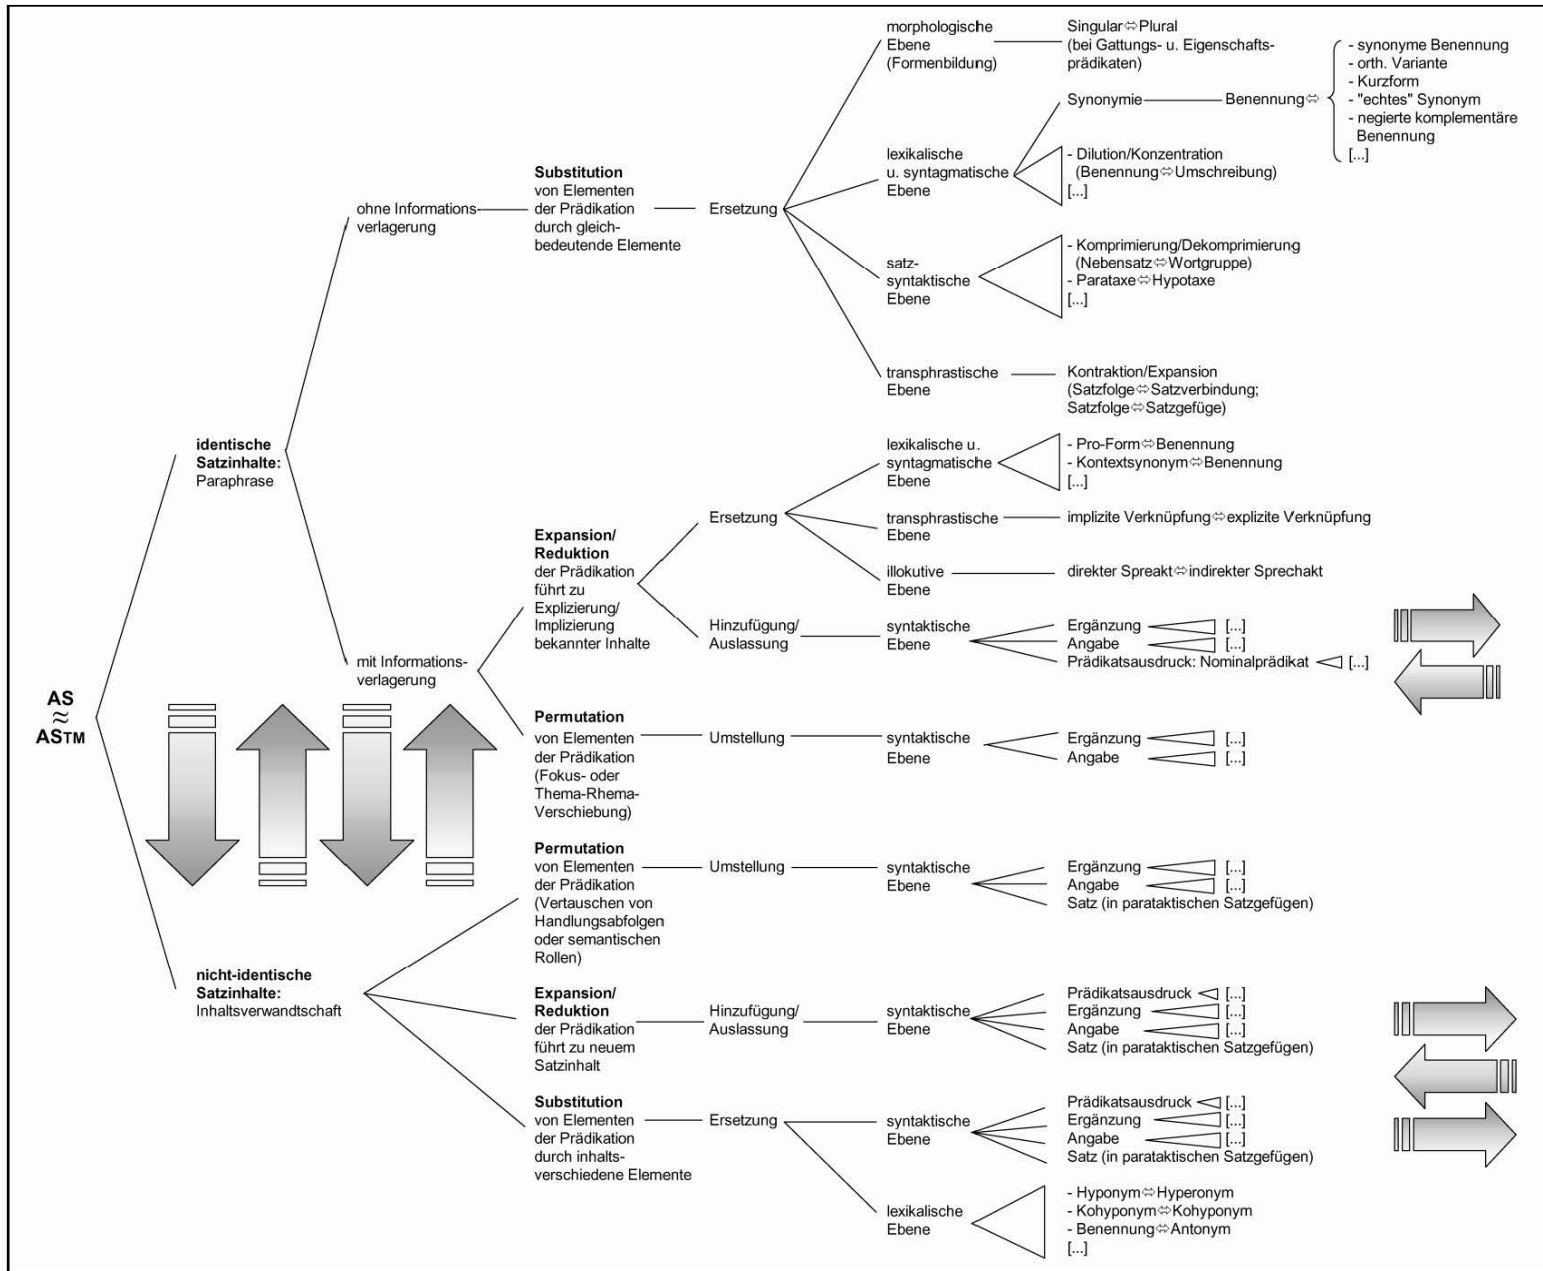 morphologische
Ebene
(Formenbildung)
Singular⇔Plural
(bei Gattungs- u. Eigenschafts-
prädikaten)
- synonyme Benennung
- orth. Variante
- Kurzform
- "echtes" Synonym
- negierte komplementäre
Benennung
[...]
Synonymie
Benennung⇔
lexikalische
u. syntagmatische
Ebene
- Dilution/Konzentration
(Benennung⇔Umschreibung)
[...]
Substitution
von Elementen
der Prädikation
durch gleich-
bedeutende Elemente
Ersetzung
ohne Informations-
verlagerung
satz-
syntaktische
Ebene
- Komprimierung/Dekomprimierung
(Nebensatz⇔Wortgruppe)
- Parataxe⇔Hypotaxe
[...]
transphrastische
Ebene
Kontraktion/Expansion
(Satzfolge⇔Satzverbindung;
Satzfolge⇔Satzgefüge)
identische
Satzinhalte:
Paraphrase
lexikalische u.
syntagmatische
Ebene
- Pro-Form⇔Benennung
- Kontextsynonym⇔Benennung
[...]
Ersetzung
transphrastische
Ebene
implizite Verknüpfung⇔explizite Verknüpfung
Expansion/
Reduktion
der Prädikation
führt zu
Explizierung/
Implizierung
bekannter Inhalte
illokutive
Ebene
direkter Spreakt⇔indirekter Sprechakt
Hinzufügung/
Auslassung
syntaktische
Ebene
Ergänzung [...]
Angabe [...]
Prädikatsausdruck: Nominalprädikat [...]
mit Informations-
verlagerung
AS
≈
ASTM
Permutation
von Elementen
der Prädikation
(Fokus- oder
Thema-Rhema-
Verschiebung)
Umstellung
syntaktische
Ebene
Ergänzung [...]
Angabe [...]
Permutation
von Elementen
der Prädikation
(Vertauschen von
Handlungsabfolgen
oder semantischen
Rollen)
Umstellung
syntaktische
Ebene
Ergänzung [...]
Angabe [...]
Satz (in parataktischen Satzgefügen)
nicht-identische
Satzinhalte:
Inhaltsverwandtschaft
Expansion/
Reduktion
der Prädikation
führt zu neuem
Satzinhalt
Hinzufügung/
Auslassung
syntaktische
Ebene
Prädikatsausdruck [...]
Ergänzung [...]
Angabe [...]
Satz (in parataktischen Satzgefügen)
Substitution
von Elementen
der Prädikation
durch inhalts-
verschiedene Elemente
Ersetzung
syntaktische
Ebene
Prädikatsausdruck [...]
Ergänzung [...]
Angabe [...]
Satz (in parataktischen Satzgefügen)
lexikalische
Ebene
- Hyponym⇔Hyperonym
- Kohyponym⇔Kohyponym
- Benennung⇔Antonym
[...]